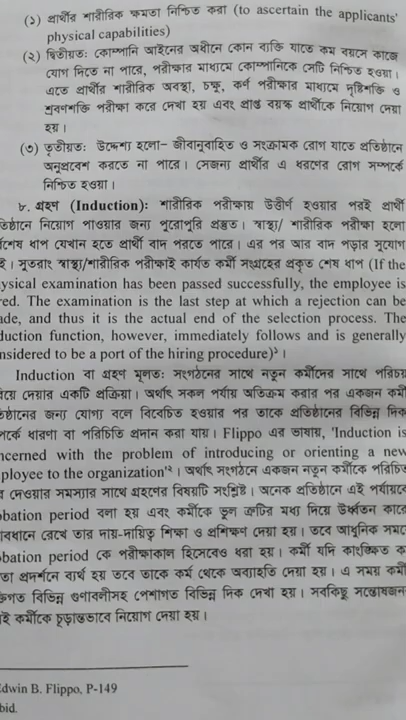 (১) প্রার্থীর শারীরিক ক্ষমতা নিশ্চিত করা (to ascertain the applicants'
physical capabilities)
(২) দ্বিতীয়ত: কোম্পানি আইনের অধীনে কোন ব্যক্তি যাতে কম বয়সে কাজে
যোগ দিতে না পারে, পরীক্ষার মাধ্যমে কোম্পানিকে সেটি নিশ্চিত হওয়া।
এতে প্রার্থীর শারীরিক অবস্থা, চক্ষু, কর্ণ পরীক্ষার মাধ্যমে দৃষ্টিশক্তি ও
শ্রবণশক্তি পরীক্ষা করে দেখা হয় এবং প্রাপ্ত বয়স্ক প্রার্থীকে নিয়োগ দেয়া
হয়।
(৩) তৃতীয়ত: উদ্দেশ্য হলো– জীবানুবাহিত ও সংক্রামক রোগ যাতে প্রতিষ্ঠানে
অনুপ্রবেশ করতে না পারে। সেজন্য প্রার্থীর এ ধরণের রোগ সম্পর্কে
নিশ্চিত হওয়া।
৮. গ্রহণ (Induction): শারীরিক পরীক্ষায় উত্তীর্ণ হওয়ার পরই প্রার্থী
তিষ্ঠানে নিয়োগ পাওয়ার জন্য পুরোপুরি প্রস্তুত। স্বাস্থ্য/ শারীরিক পরীক্ষা হলো
র্বশেষ ধাপ যেখান হতে প্রার্থী বাদ পরতে পারে। এর পর আর বাদ পড়ার সুযোগ
ই। সুতরাং স্বাস্থ্য/শারীরিক পরীক্ষাই কার্যত কর্মী সংগ্রহের প্রকৃত শেষ ধাপ (If the
ysical examination has been passed successfully, the employee is
red. The examination is the last step at which a rejection can be
ade, and thus it is the actual end of the selection process. The
duction function, however, immediately follows and is generally
nsidered to be a port of the hiring procedure)²।
Induction বা গ্রহণ মূলত: সংগঠনের সাথে নতুন কর্মীদের সাথে পরিচয়
রিয়ে দেয়ার একটি প্রক্রিয়া। অর্থাৎ সকল পর্যায় অতিক্রম করার পর একজন কর্মী
তিষ্ঠানের জন্য যোগ্য বলে বিবেচিত হওয়ার পর তাকে প্রতিষ্ঠানের বিভিন্ন দিক
পর্কে ধারণা বা পরিচিতি প্রদান করা যায়। Flippo এর ভাষায়, 'Induction is
ncerned with the problem of introducing or orienting a new
ployee to the organization'²। অর্থাৎ সংগঠনে একজন নতুন কর্মীকে পরিচিত
দেওয়ার সমস্যার সাথে গ্রহণের বিষয়টি সংশ্লিষ্ট। অনেক প্রতিষ্ঠানে এই পর্যায়কে
obation period বলা হয় এবং কর্মীকে ভুল ত্রুটির মধ্য দিয়ে উর্ধ্বতন কারো
াবধানে রেখে তার দায়-দায়িত্ব শিক্ষা ও প্রশিক্ষণ দেয়া হয়। তবে আধুনিক সময়ে
obation period কে পরীক্ষাকাল হিসেবেও ধরা হয়। কর্মী যদি কাংঙ্ক্ষিত ক
তা প্রদর্শনে ব্যর্থ হয় তবে তাকে কর্ম থেকে অব্যাহতি দেয়া হয়। এ সময় কর্মী
ক্তিগত বিভিন্ন গুণাবলীসহ পেশাগত বিভিন্ন দিক দেখা হয়। সবকিছু সন্তোষজন
ই কর্মীকে চূড়ান্তভাবে নিয়োগ দেয়া হয়।
Edwin B. Flippo, P-149
bid.